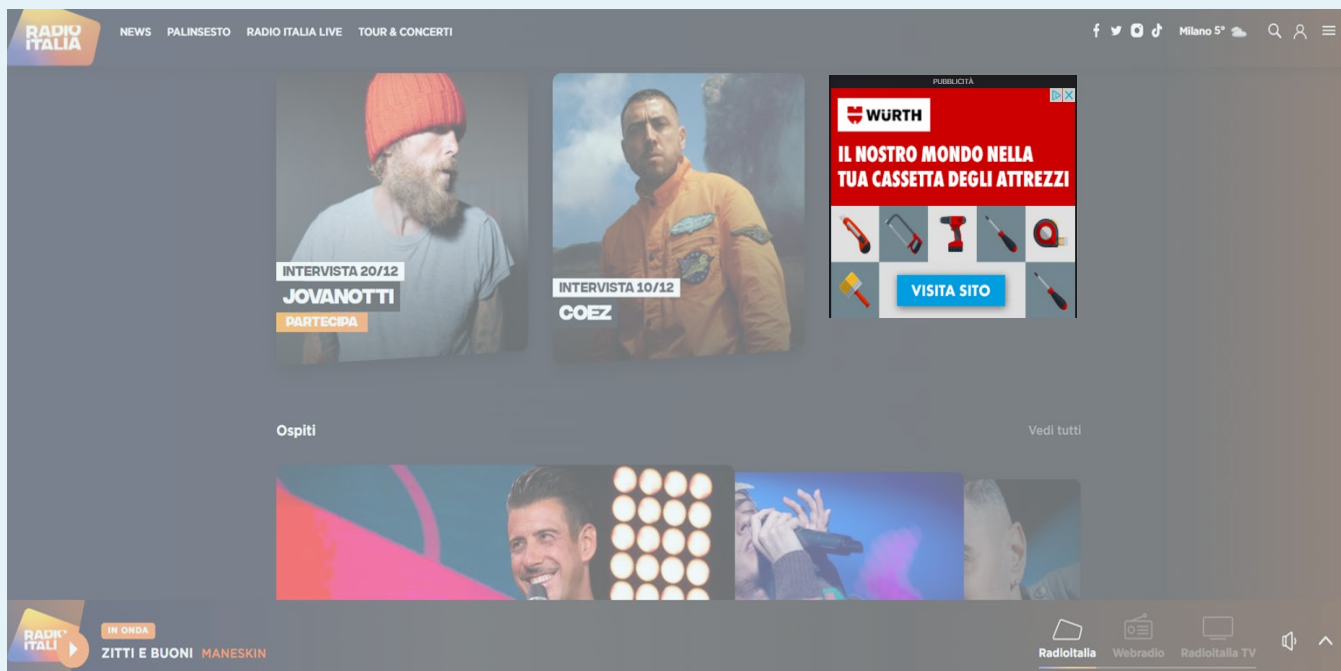 RADIO
ITALIA
NEWS PALINSESTO RADIO ITALIA LIVE TOUR & CONCERTI
Milano 5°
INTERVISTA 20/12
JOVANOTTI
PARTECIPA
INTERVISTA 10/12
COEZ
PUBBLICITÀ
WÜRTH
IL NOSTRO MONDO NELLA
TUA CASSETTA DEGLI ATTREZZI
VISITA SITO
Ospiti
Vedi tutti
IN ONDA
ZITTI E BUONI MANESKIN
RadioItalia Webradio RadioItalia TV